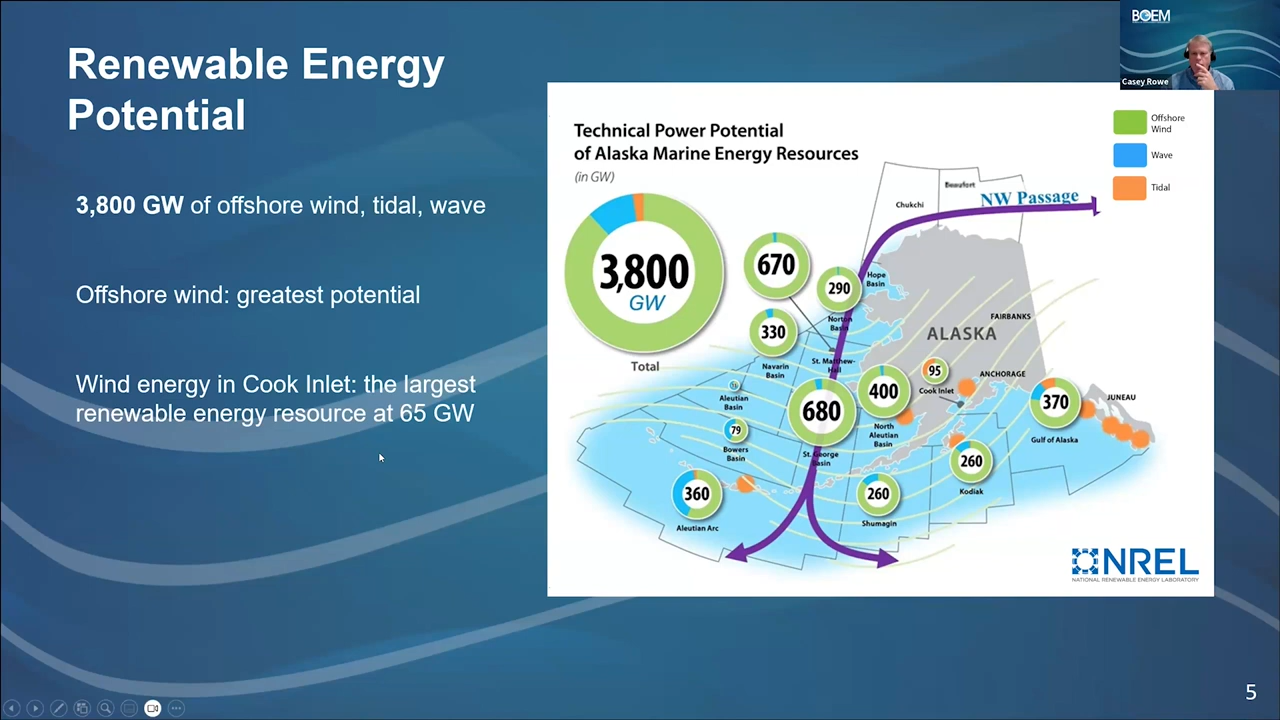 Renewable Energy
Potential
3,800 GW of offshore wind, tidal, wave
Offshore wind: greatest potential
Wind energy in Cook Inlet: the largest
renewable energy resource at 65 GW
BOEM
Casey Rowe
Technical Power Potential
of Alaska Marine Energy Resources
(in GW)
Offshore
Wind
Wave
Tidal
3,800
GW
Total
Beaufort
Chukchi
NW Passage
670
290
Hope
Basin
Norton
Basin
330
Navarin
Basin
St. Matthew-
Hall
ALASKA
FAIRBANKS
ANCHORAGE
JUNEAU
95
Cook Inlet
400
North
Aleutian
Basin
680
St. George
Basin
Aleutian
Basin
79
Bowers
Basin
370
Gulf of Alaska
260
Kodiak
260
Shumagin
360
Aleutian Arc
NREL
NATIONAL RENEWABLE ENERGY LABORATORY
5